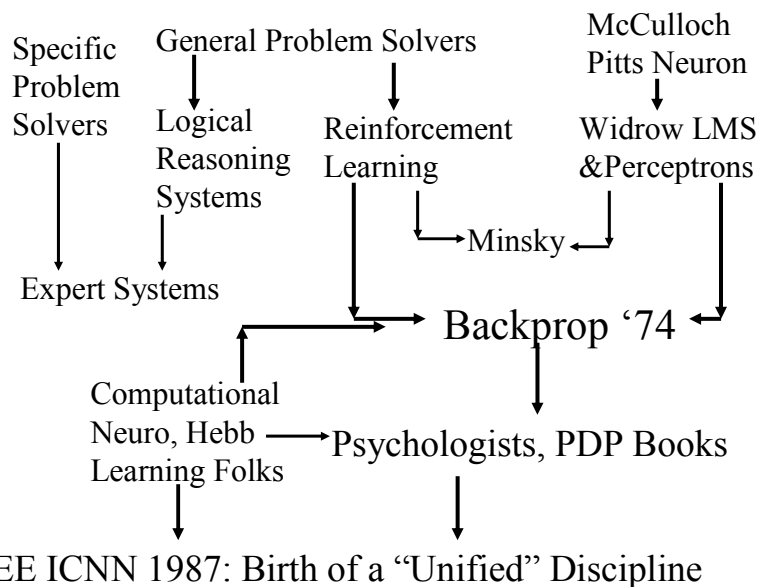 Specific
Problem
Solvers
General Problem Solvers
McCulloch
Pitts Neuron
Logical
Reasoning
Systems
Reinforcement
Learning
Widrow LMS
&Perceptrons
Minsky
Expert Systems
Backprop ‘74
Computational
Neuro, Hebb
Learning Folks
Psychologists, PDP Books
EE ICNN 1987: Birth of a “Unified” Discipline